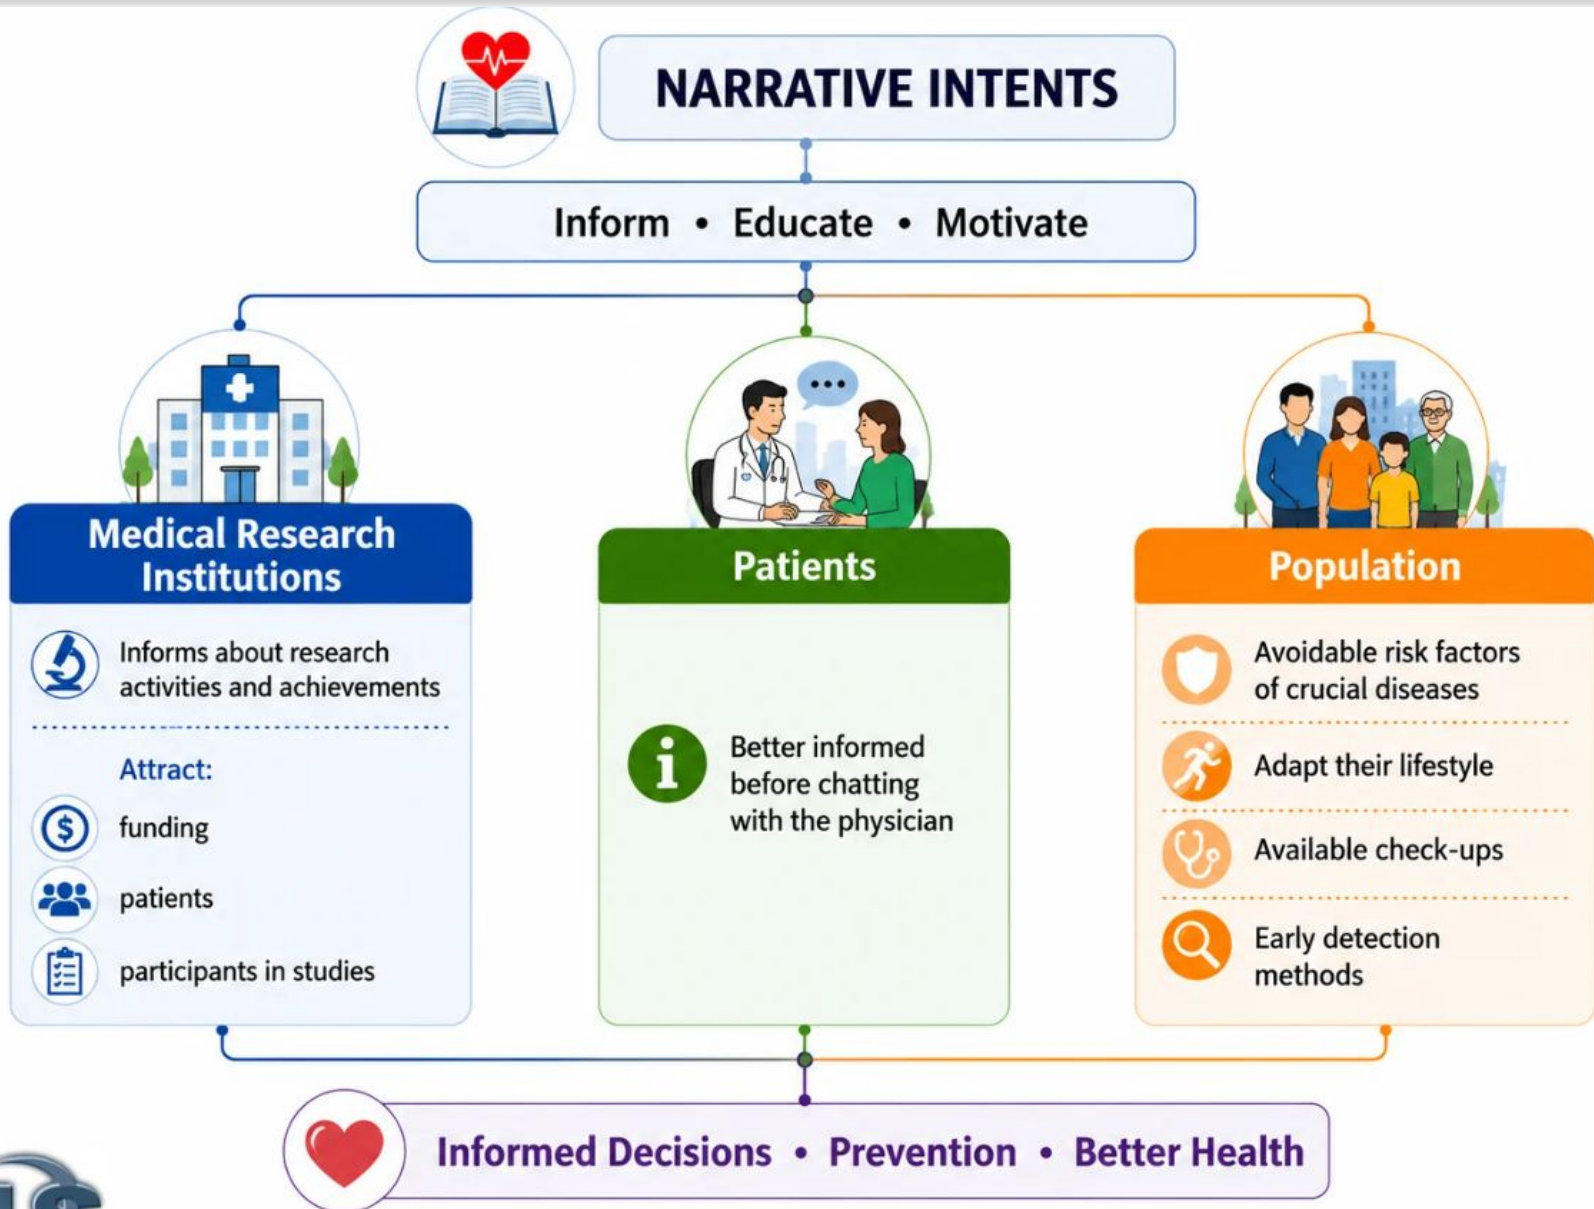 NARRATIVE INTENTS
Inform • Educate • Motivate
Medical Research
Institutions
Informs about research
activities and achievements
Attract:
funding
patients
participants in studies
Patients
Better informed
before chatting
with the physician
Population
Avoidable risk factors
of crucial diseases
Adapt their lifestyle
Available check-ups
Early detection
methods
Informed Decisions • Prevention • Better Health